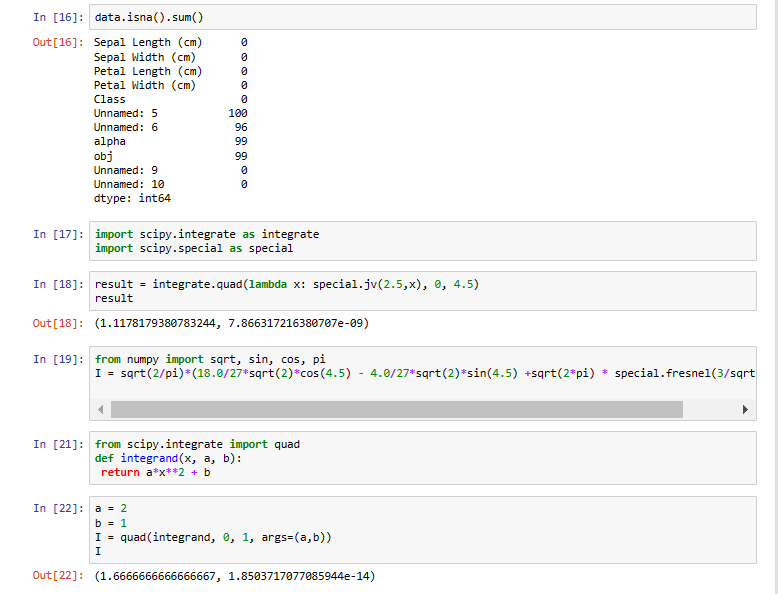 In [16]: data.isna().sum()
Out[16]: Sepal Length (cm) 0
Sepal Width (cm) 0
Petal Length (cm) 0
Petal Width (cm) 0
Class 0
Unnamed: 5 100
Unnamed: 6 96
alpha 99
obj 99
Unnamed: 9 0
Unnamed: 10 0
dtype: int64
In [17]: import scipy.integrate as integrate
import scipy.special as special
In [18]: result = integrate.quad(lambda x: special.jv(2.5,x), 0, 4.5)
result
Out[18]: (1.1178179380783244, 7.866317216380707e-09)
In [19]: from numpy import sqrt, sin, cos, pi
I = sqrt(2/pi)*(18.0/27*sqrt(2)*cos(4.5) - 4.0/27*sqrt(2)*sin(4.5) +sqrt(2*pi) * special.fresnel(3/sqrt
In [21]: from scipy.integrate import quad
def integrand(x, a, b):
return a*x**2 + b
In [22]: a = 2
b = 1
I = quad(integrand, 0, 1, args=(a,b))
I
Out[22]: (1.6666666666666667, 1.8503717077085944e-14)